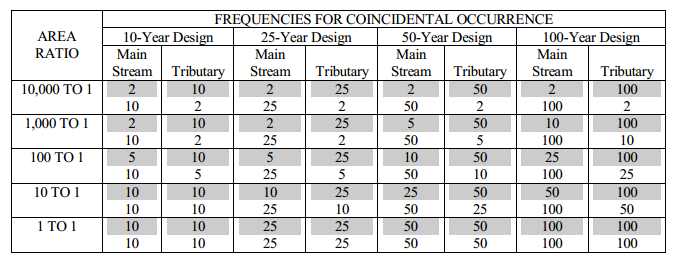 FREQUENCIES FOR COINCIDENTAL OCCURRENCE
AREA RATIO 10-Year Design 25-Year Design 50-Year Design 100-Year Design
Main Stream Tributary Main Stream Tributary Main Stream Tributary Main Stream Tributary
10,000 TO 1 2 10 2 25 2 50 2 100
10 2 25 2 50 2 100 2
1,000 TO 1 2 10 2 25 5 50 10 100
10 2 25 2 50 5 100 10
100 TO 1 5 10 5 25 10 50 25 100
10 5 25 5 50 10 100 25
10 TO 1 10 10 10 25 25 50 50 100
10 10 25 10 50 25 100 50
1 TO 1 10 10 25 25 50 50 100 100
10 10 25 25 50 50 100 100